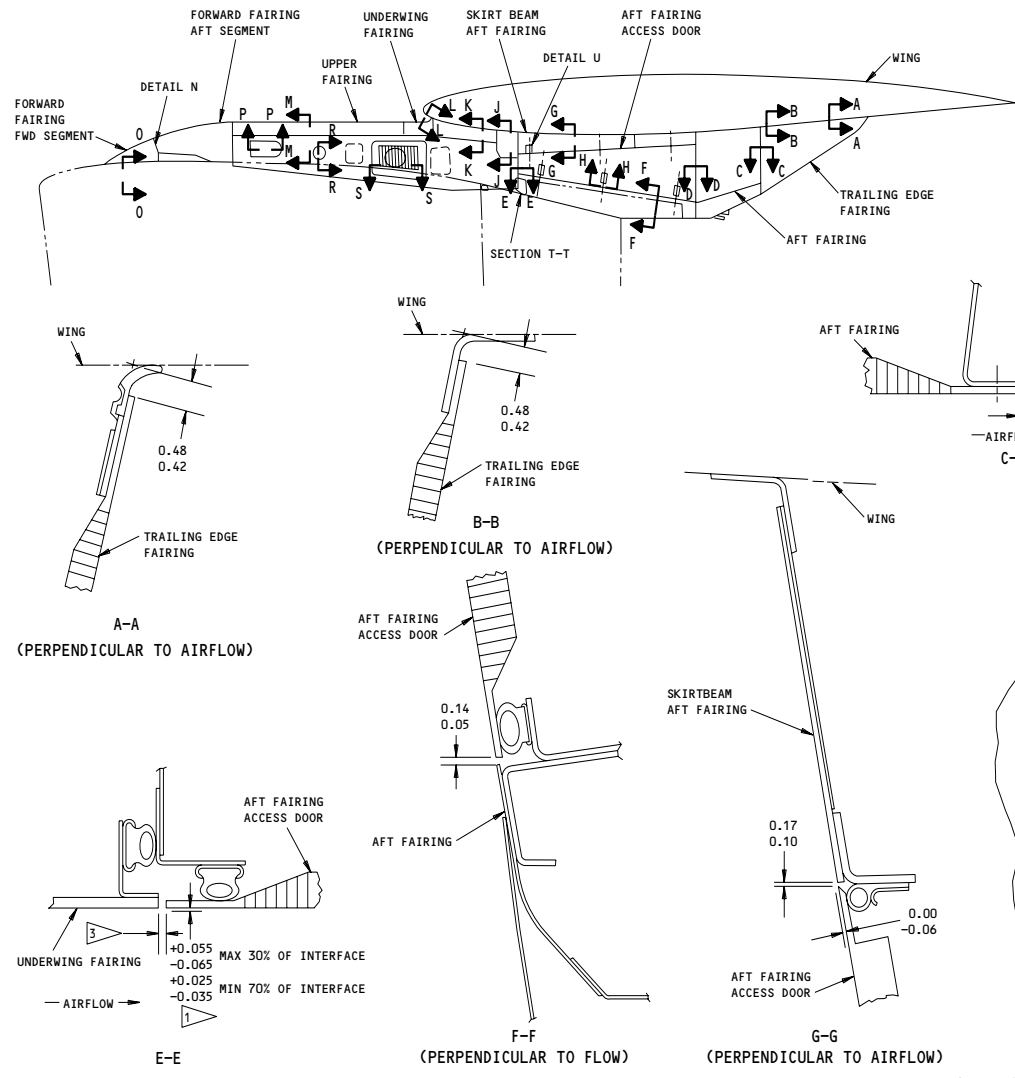 FORWARD FAIRING
AFT SEGMENT
UNDERWING
FAIRING
SKIRT BEAM
AFT FAIRING
AFT FAIRING
ACCESS DOOR
DETAIL U
WING
UPPER
FAIRING
DETAIL N
FORWARD
FAIRING
FWD SEGMENT
O
O
P
P
M
M
R
R
S
S
L
L
K
K
J
J
G
G
E
E
H
H
F
F
D
D
C
C
B
B
A
A
SECTION T-T
TRAILING EDGE
FAIRING
AFT FAIRING
WING
0.48
0.42
TRAILING EDGE
FAIRING
A-A
(PERPENDICULAR TO AIRFLOW)
WING
0.48
0.42
TRAILING EDGE
FAIRING
B-B
(PERPENDICULAR TO AIRFLOW)
AFT FAIRING
AIRF
C-
WING
SKIRTBEAM
AFT FAIRING
0.17
0.10
0.00
-0.06
AFT FAIRING
ACCESS DOOR
G-G
(PERPENDICULAR TO AIRFLOW)
AFT FAIRING
ACCESS DOOR
0.14
0.05
AFT FAIRING
F-F
(PERPENDICULAR TO FLOW)
AFT FAIRING
ACCESS DOOR
3
UNDERWING FAIRING
+0.055
-0.065 MAX 30% OF INTERFACE
+0.025
-0.035 MIN 70% OF INTERFACE
1
AIRFLOW
E-E